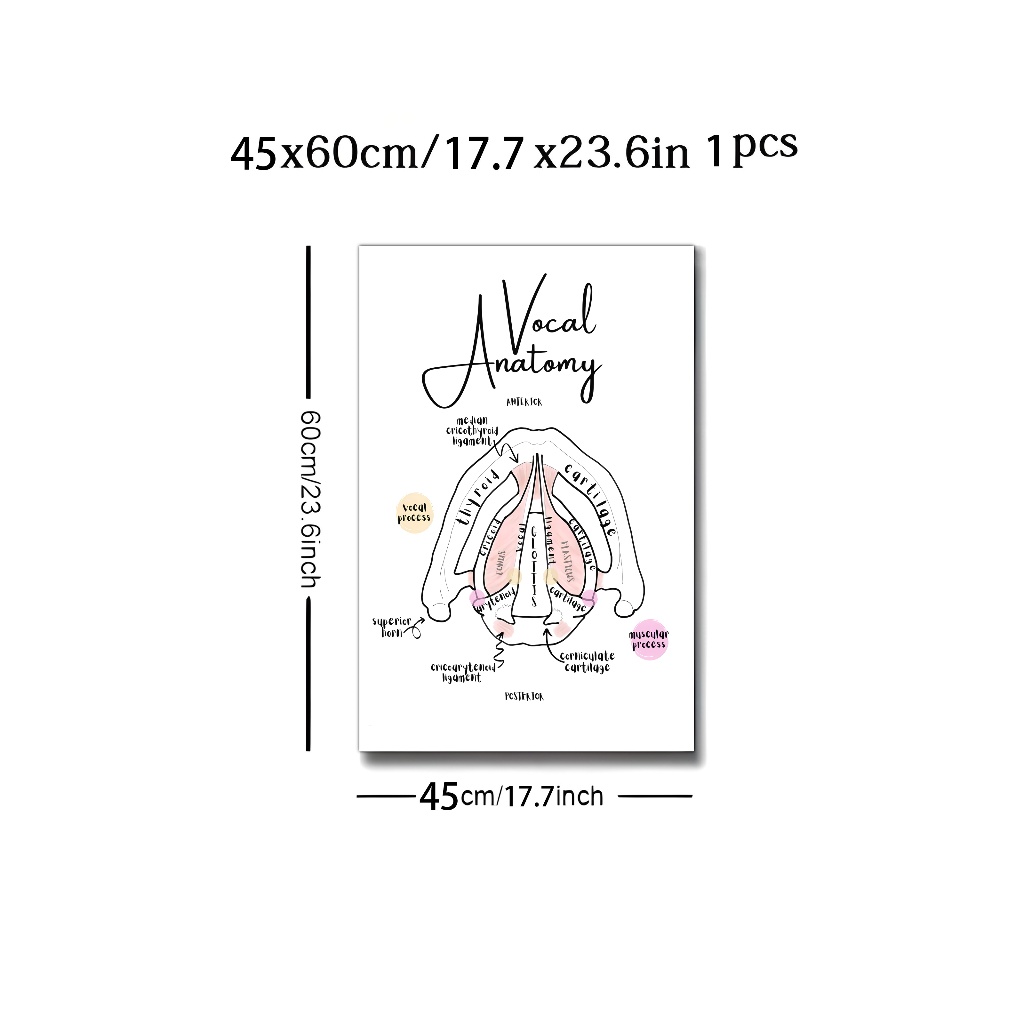 45x60cm/17.7 x23.6in 1pcs
Vocal
Anatomy
ANTERIOR
median
cricothyroid
ligament
thyroid
cartilage
vocal
process
cricoid
vocal
ligament
cartilage
CONUS
GLOTTIS
ELASTICUS
arytenoid
cartilage
superior
horn
muscular
process
cricoarytenoid
ligament
corniculate
cartilage
POSTERIOR
60cm/23.6inch
45cm/17.7inch